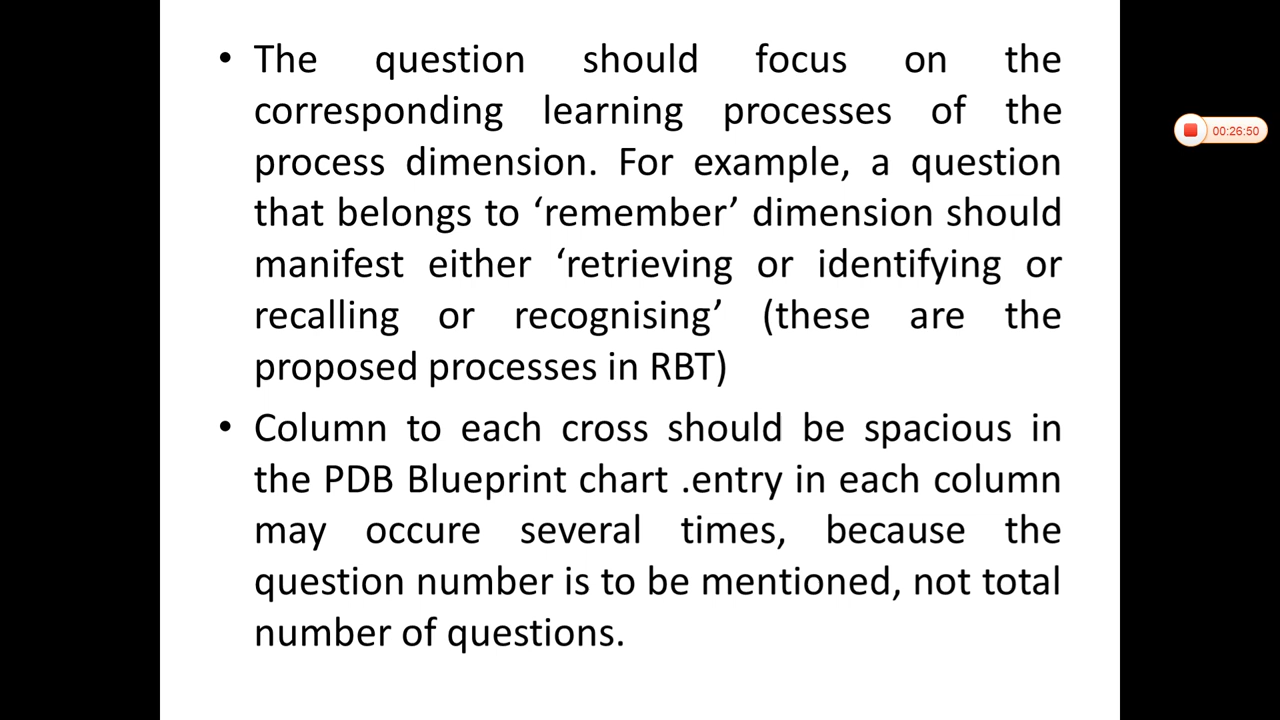 • The question should focus on the
corresponding learning processes of the
process dimension. For example, a question
that belongs to ‘remember’ dimension should
manifest either ‘retrieving or identifying or
recalling or recognising’ (these are the
proposed processes in RBT)
• Column to each cross should be spacious in
the PDB Blueprint chart .entry in each column
may occure several times, because the
question number is to be mentioned, not total
number of questions.
00:26:50